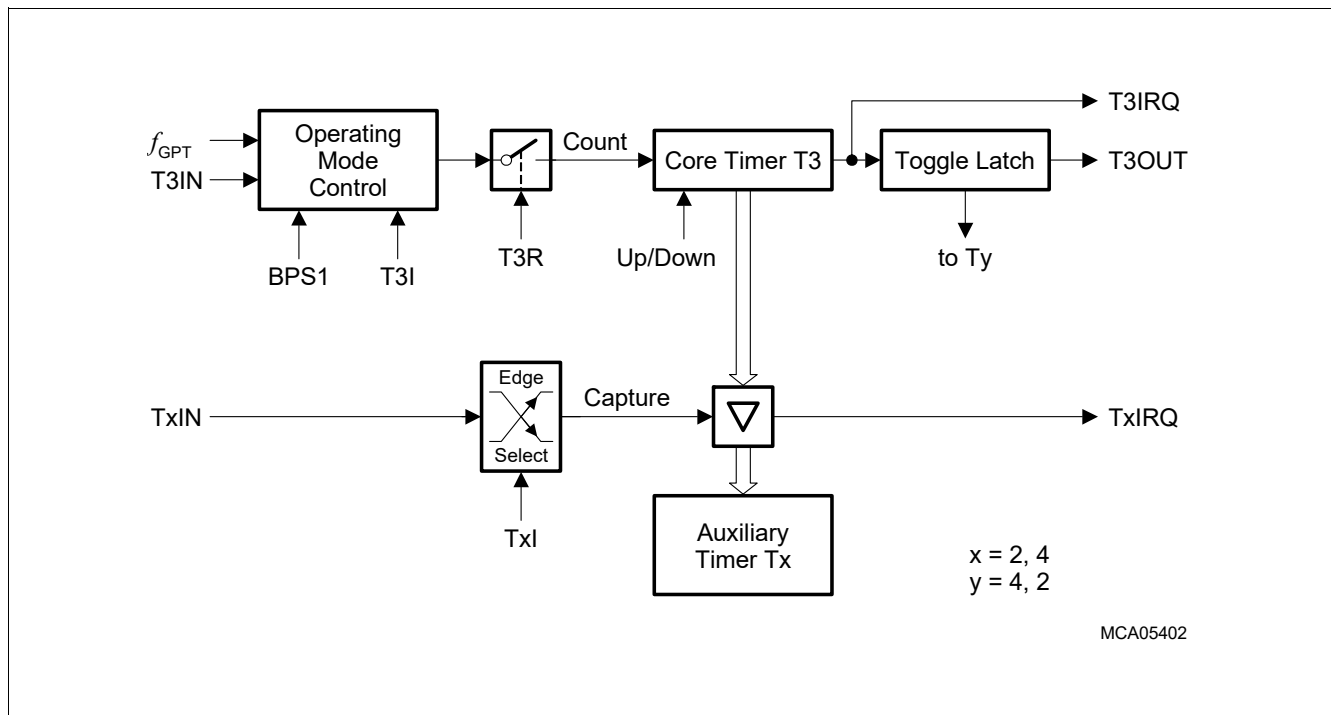 T3IRQ
f GPT
T3IN
Operating
Mode
Control
Count
Core Timer T3
Toggle Latch
T3OUT
BPS1
T3I
T3R
Up/Down
to Ty
TxIN
Edge
Select
Capture
TxIRQ
TxI
Auxiliary
Timer Tx
x = 2, 4
y = 4, 2
MCA05402